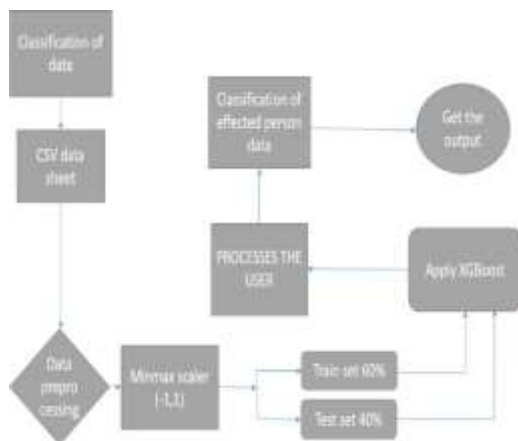 Classification of
data
CSV data
sheet
Data
prepro
cessing
Minmax scaler
(-1,1)
Train set 60%
Test set 40%
Apply XGBoost
PROCESSES THE
USER
Classification of
effected person
data
Get the
output